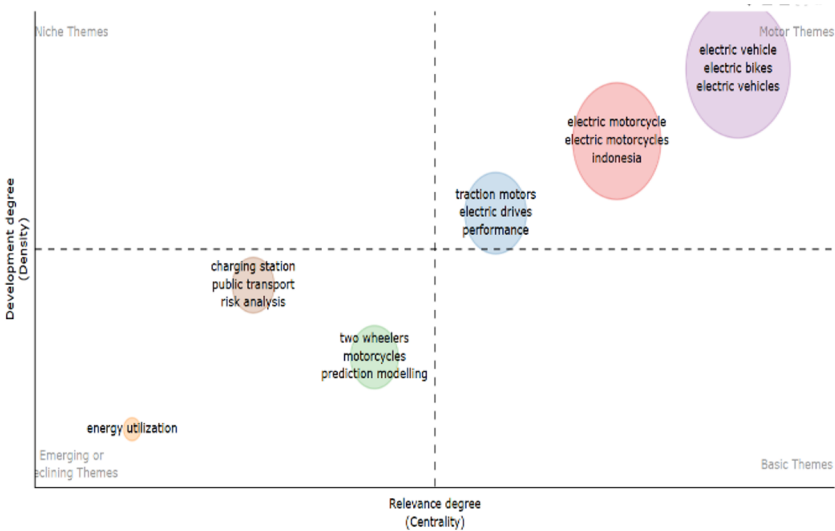 Niche Themes
Motor Themes
electric vehicle
electric bikes
electric vehicles
electric motorcycle
electric motorcycles
indonesia
traction motors
electric drives
performance
Development degree
(Density)
charging station
public transport
risk analysis
two wheelers
motorcycles
prediction modelling
energy utilization
Emerging or
eclining Themes
Basic Themes
Relevance degree
(Centrality)